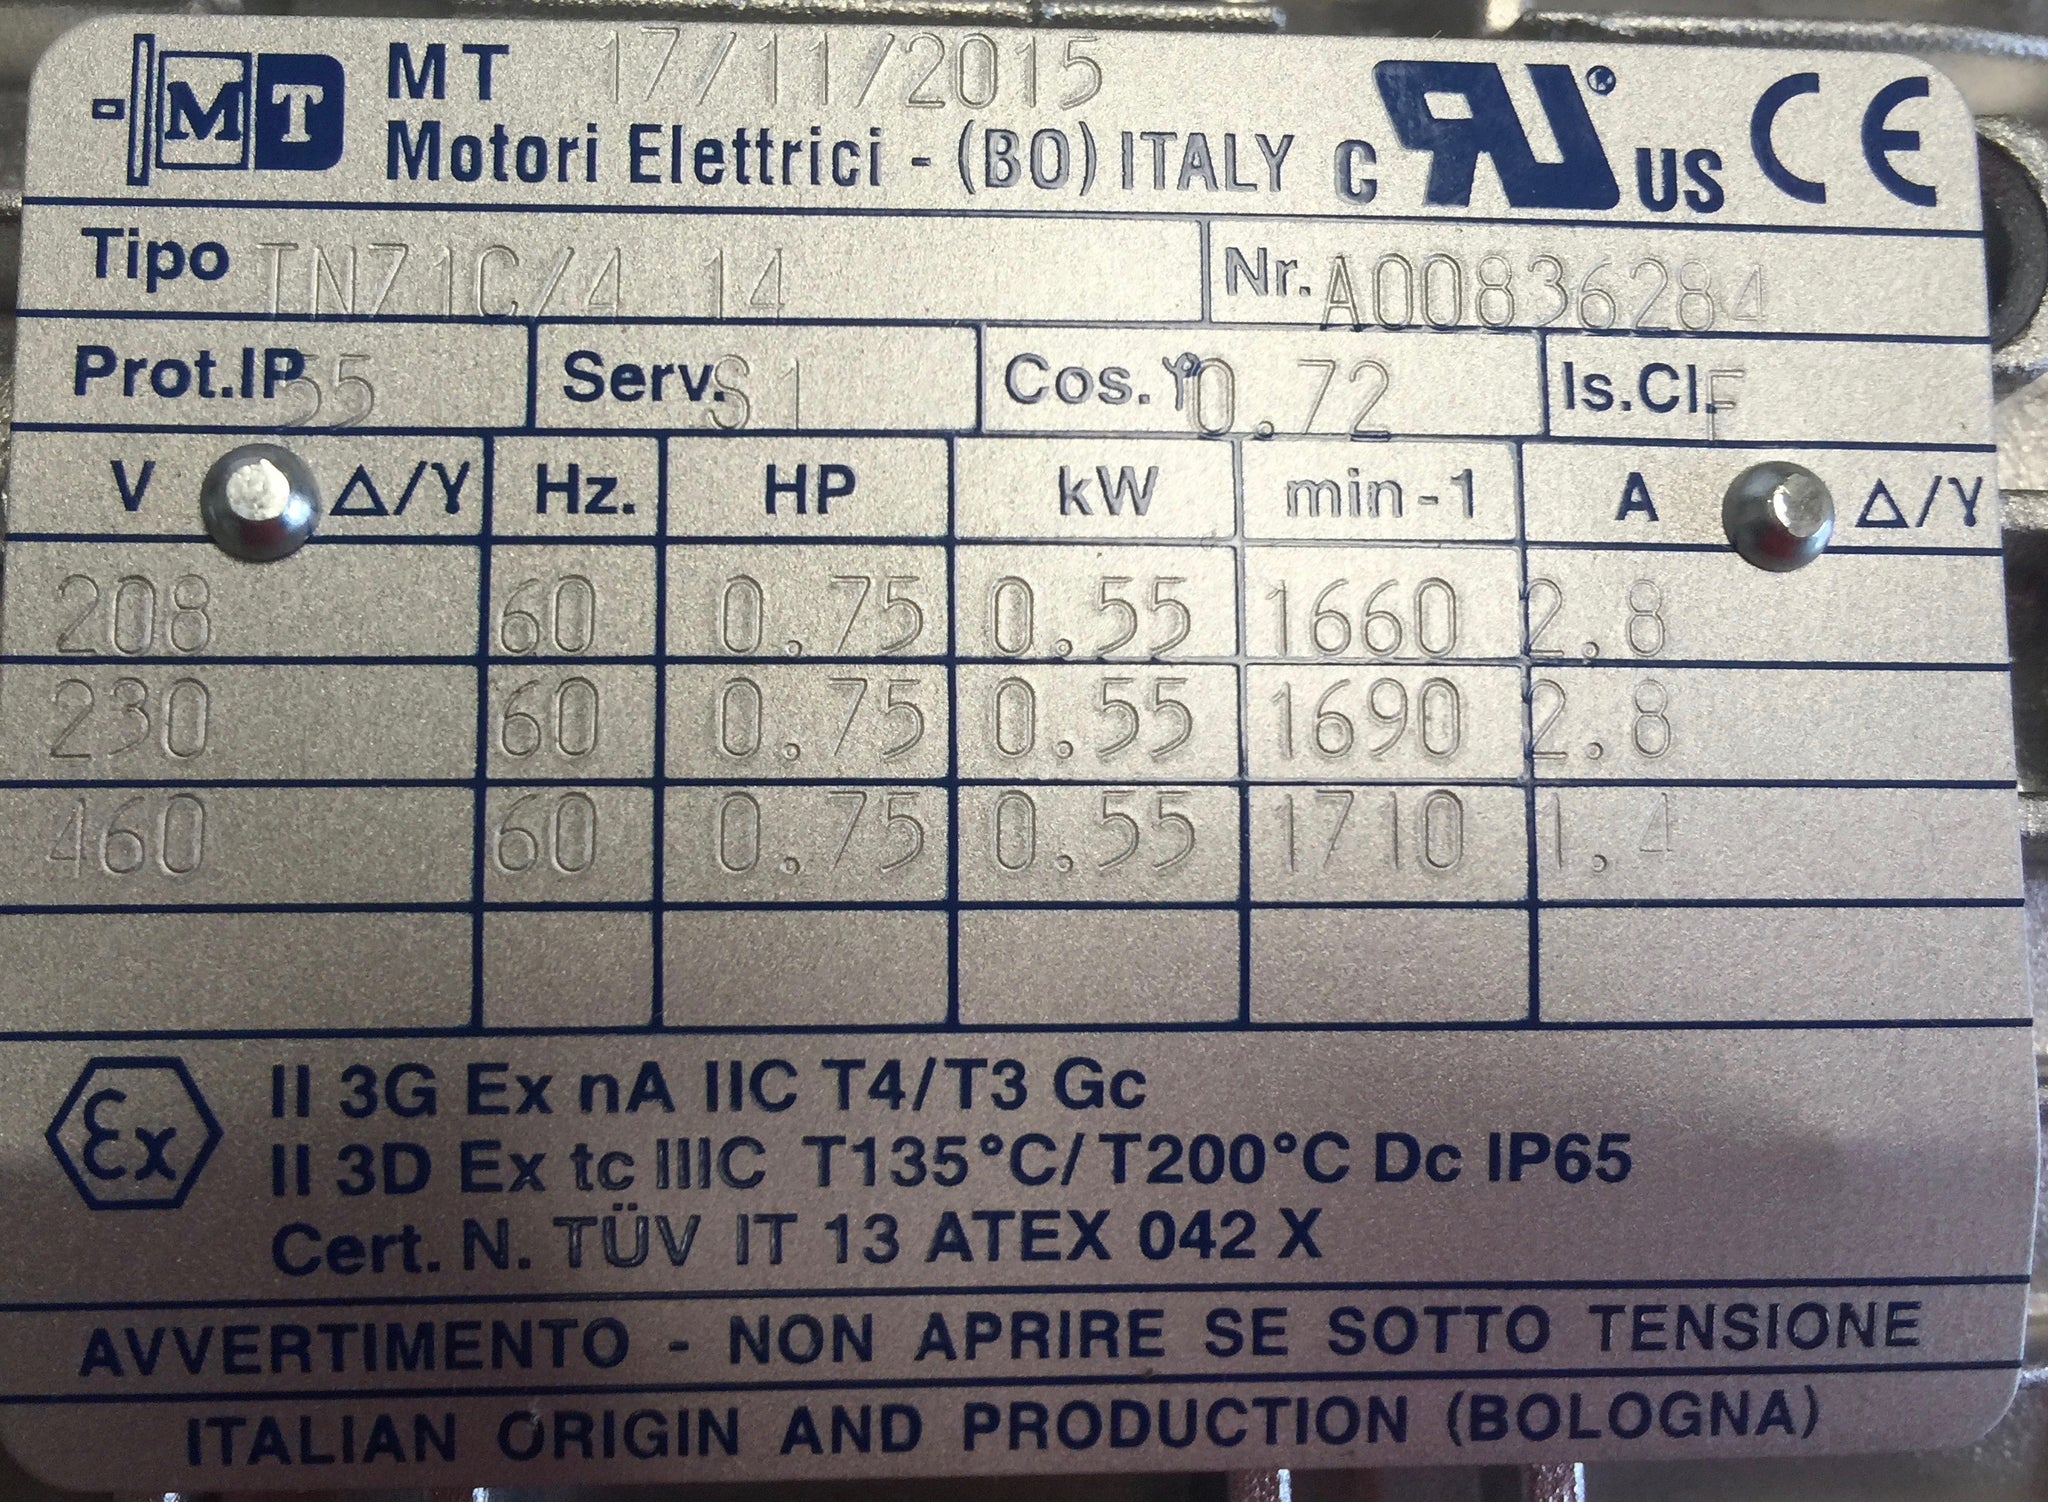 MT MT 17/11/2015
Motori Elettrici - (BO) ITALY C RU® US CE
Tipo TN71C/4 14 Nr. A00836284
Prot.IP 55 Serv. S1 Cos.φ 0.72 Is.Cl. F
V Δ/Y Hz. HP kW min-1 A Δ/Y
208 60 0.75 0.55 1660 2.8
230 60 0.75 0.55 1690 2.8
460 60 0.75 0.55 1710 1.4
Ex II 3G Ex nA IIC T4/T3 Gc
II 3D Ex tc IIIC T135°C/T200°C Dc IP65
Cert. N. TÜV IT 13 ATEX 042 X
AVVERTIMENTO - NON APRIRE SE SOTTO TENSIONE
ITALIAN ORIGIN AND PRODUCTION (BOLOGNA)